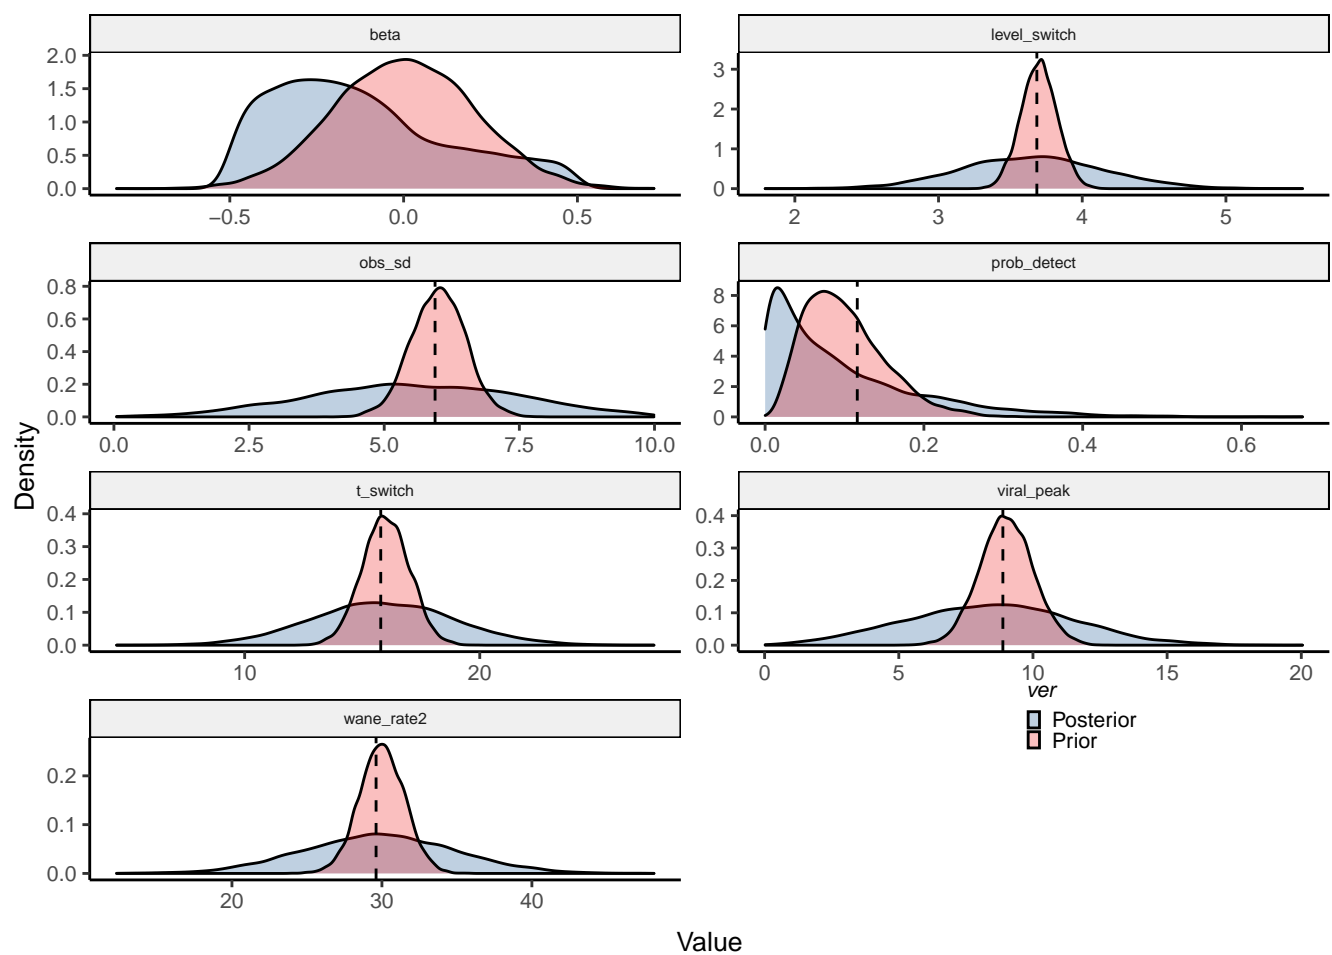 beta
2.0
1.5
1.0
0.5
0.0
−0.5 0.0 0.5
level_switch
3
2
1
0
2 3 4 5
obs_sd
0.8
0.6
0.4
0.2
0.0
0.0 2.5 5.0 7.5 10.0
prob_detect
8
6
4
2
0
0.0 0.2 0.4 0.6
t_switch
0.4
0.3
0.2
0.1
0.0
10 20
viral_peak
0.4
0.3
0.2
0.1
0.0
0 5 10 15 20
wane_rate2
0.2
0.1
0.0
20 30 40
ver
Posterior
Prior
Density
Value